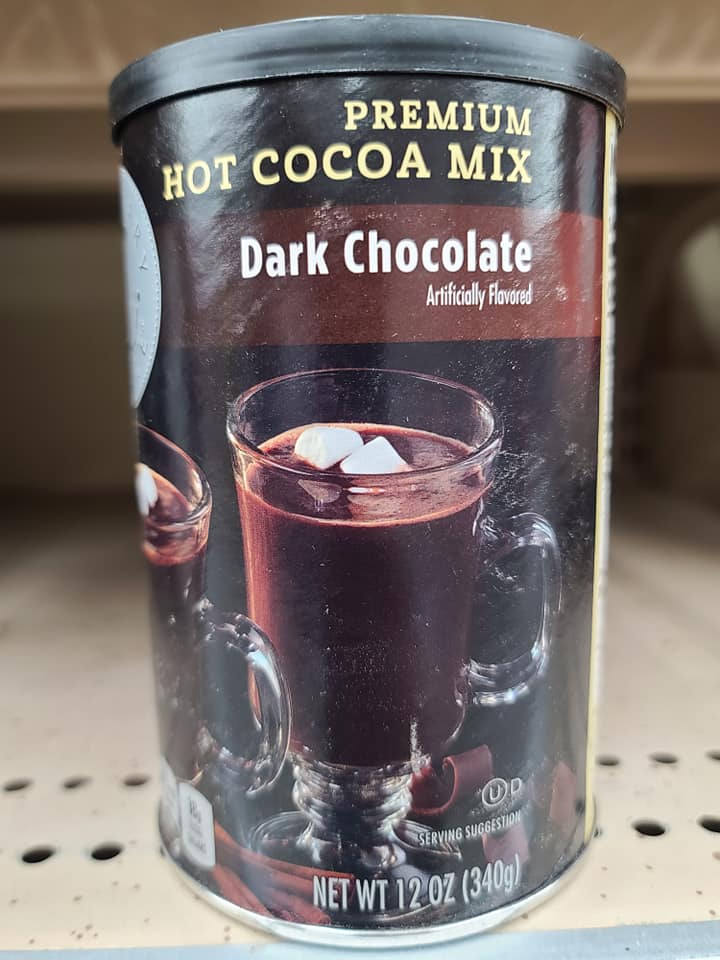 PREMIUM
HOT COCOA MIX
Dark Chocolate
Artificially Flavored
U D
SERVING SUGGESTION
NET WT 12 OZ (340g)